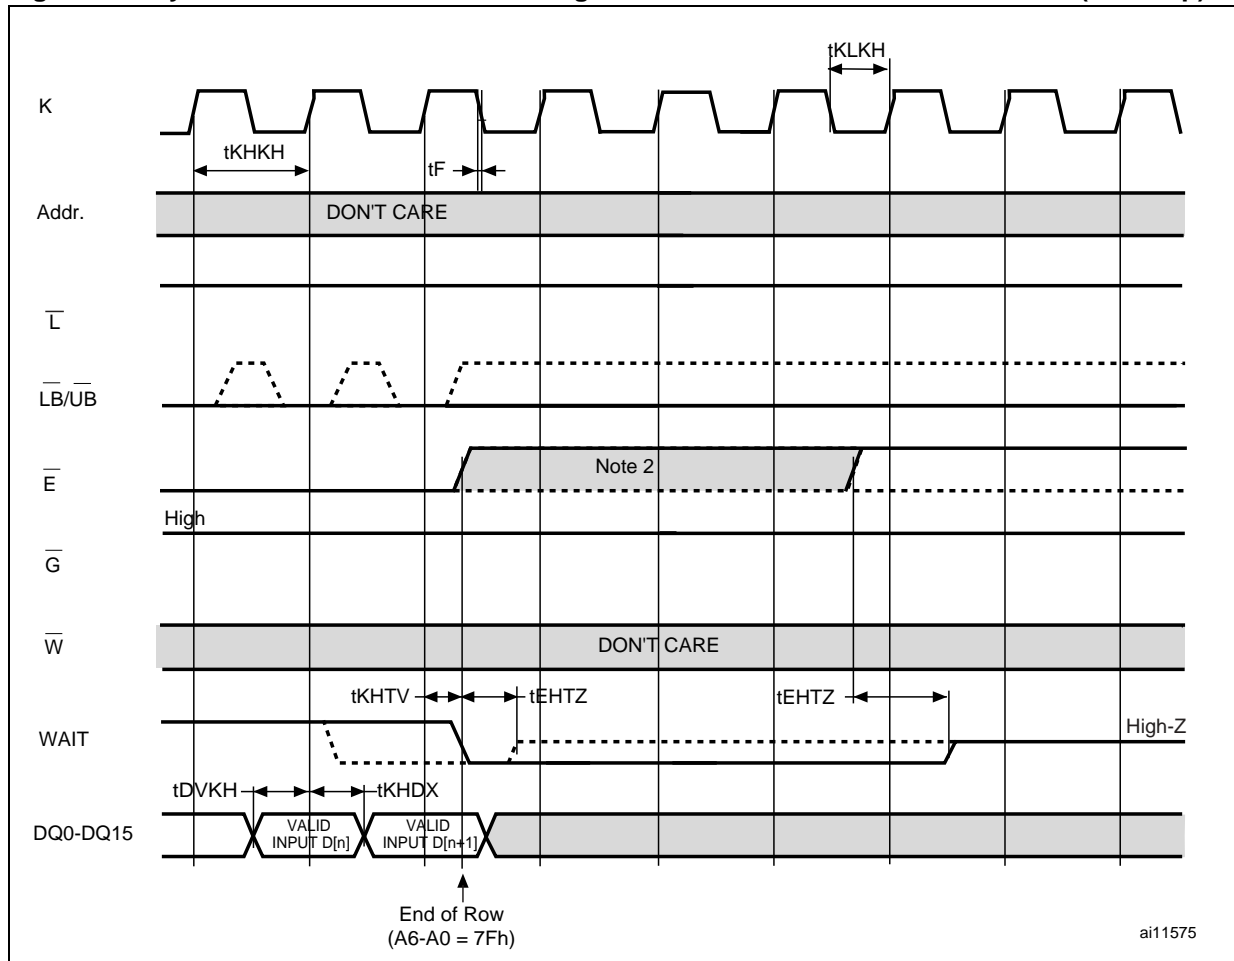 tKLKH
K
tKHKH
tF
Addr.
DON'T CARE
L
LB/UB
E
Note 2
High
G
W
DON'T CARE
tKHTV
tEHTZ
tEHTZ
WAIT
High-Z
tDVKH
tKHDX
DQ0-DQ15
VALID
INPUT D[n]
VALID
INPUT D[n+1]
End of Row
(A6-A0 = 7Fh)
ai11575